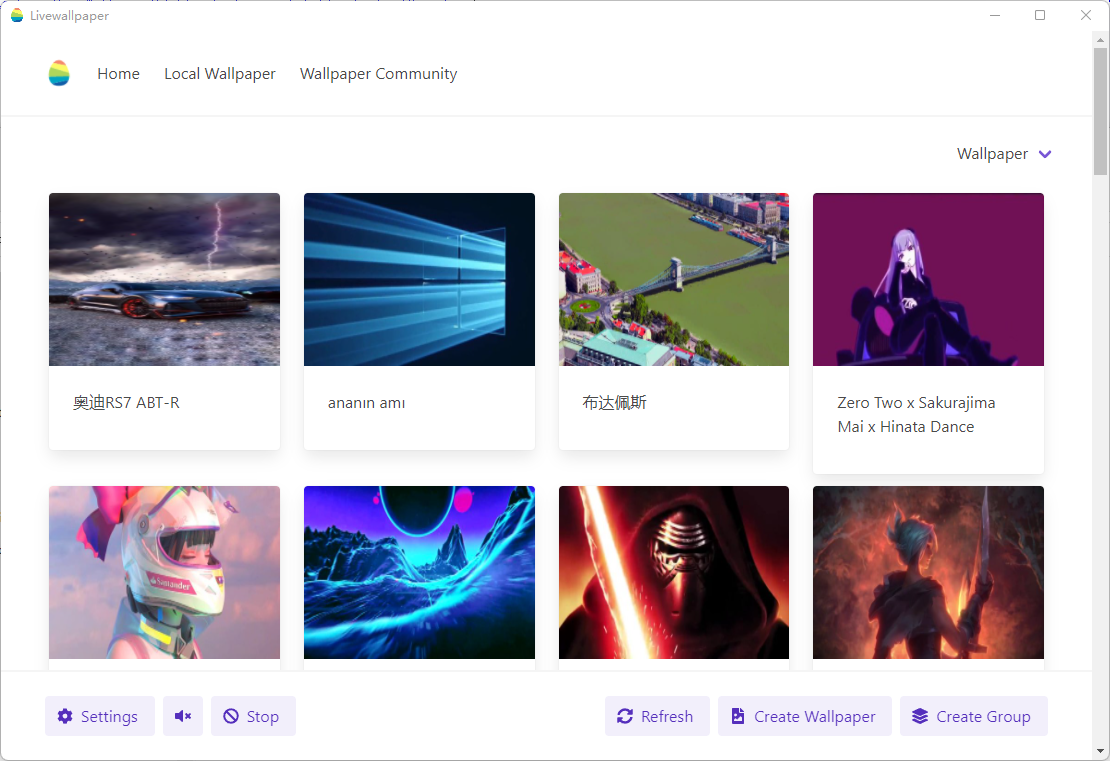 Livewallpaper
Home Local Wallpaper Wallpaper Community
Wallpaper
奥迪RS7 ABT-R
ananın amı
布达佩斯
Zero Two x Sakurajima
Mai x Hinata Dance
Santander
Settings
Stop
Refresh
Create Wallpaper
Create Group